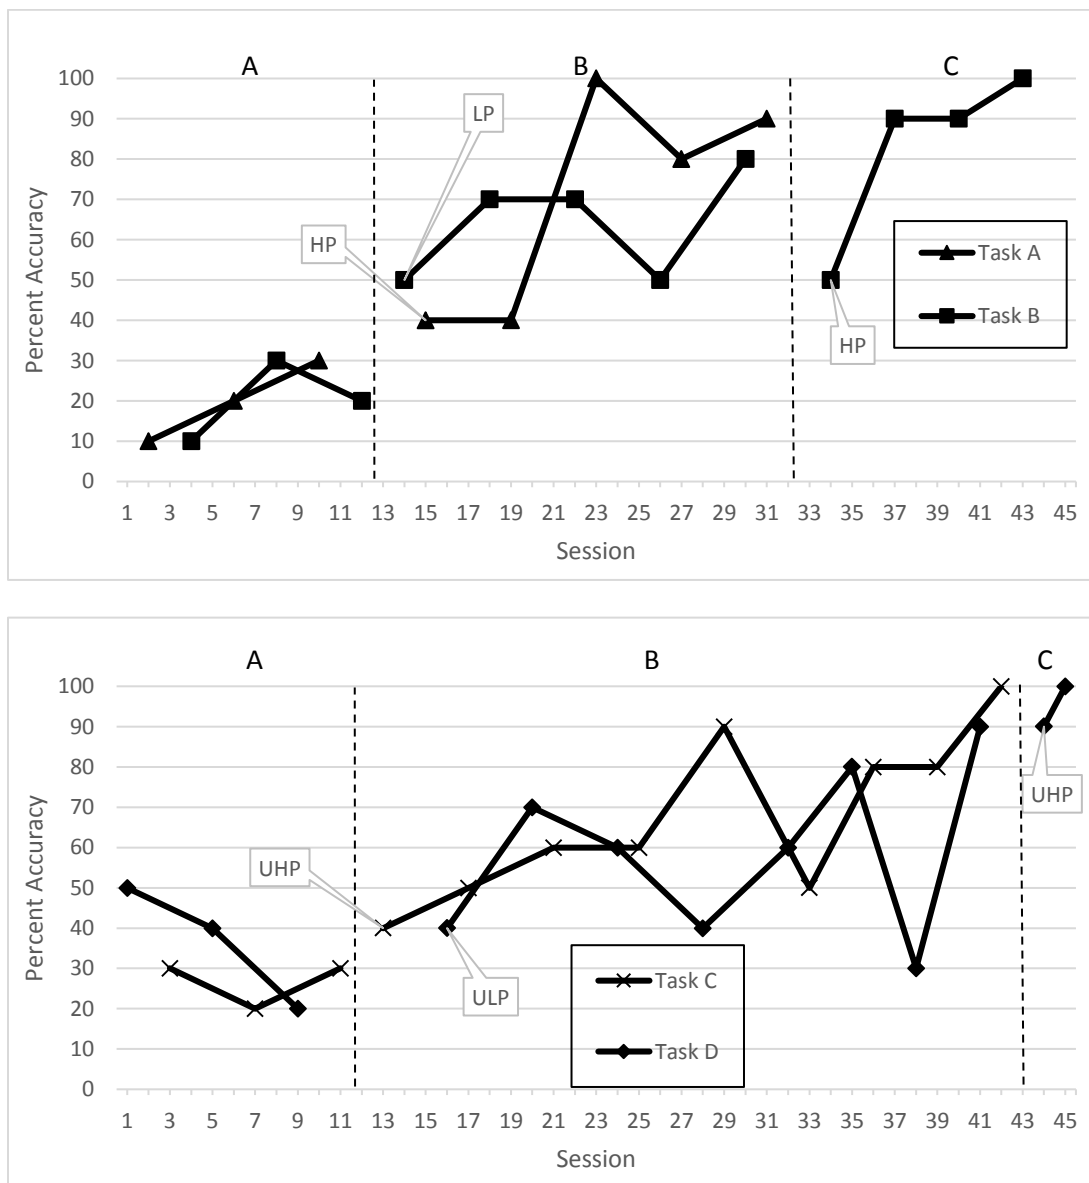 A B C
Percent Accuracy
100
90
80
70
60
50
40
30
20
10
0
LP
HP
HP
Task A
Task B
1 3 5 7 9 11 13 15 17 19 21 23 25 27 29 31 33 35 37 39 41 43 45
Session
A B C
Percent Accuracy
100
90
80
70
60
50
40
30
20
10
0
UHP
UHP
ULP
Task C
Task D
1 3 5 7 9 11 13 15 17 19 21 23 25 27 29 31 33 35 37 39 41 43 45
Session